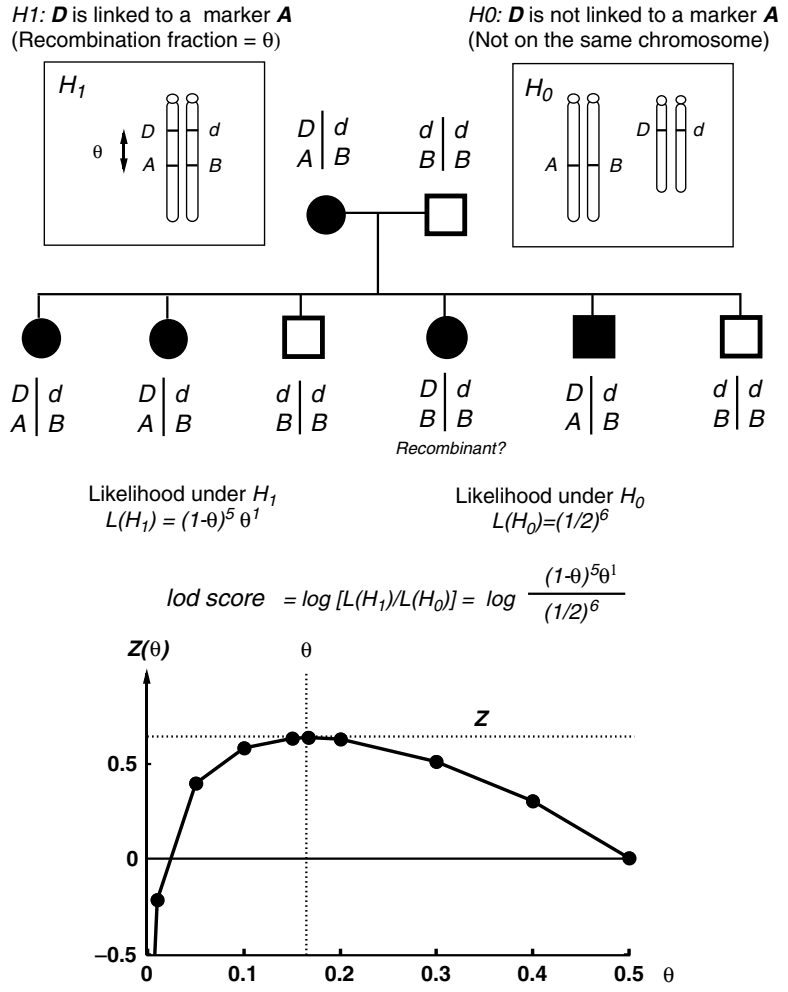 H1: D is linked to a marker A
(Recombination fraction = θ)
H0: D is not linked to a marker A
(Not on the same chromosome)
H₁
D d
θ
A B
D | d
A | B
d | d
B | B
H₀
D d
A B
D | d
A | B
D | d
A | B
d | d
B | B
D | d
B | B
Recombinant?
D | d
A | B
d | d
B | B
Likelihood under H₁
L(H₁) = (1-θ)⁵ θ¹
Likelihood under H₀
L(H₀)=(1/2)⁶
lod score = log [L(H₁)/L(H₀)] = log (1-θ)⁵θ¹
(1/2)⁶
Z(θ)
θ
Z
0.5
0
−0.5
0 0.1 0.2 0.3 0.4 0.5 θ